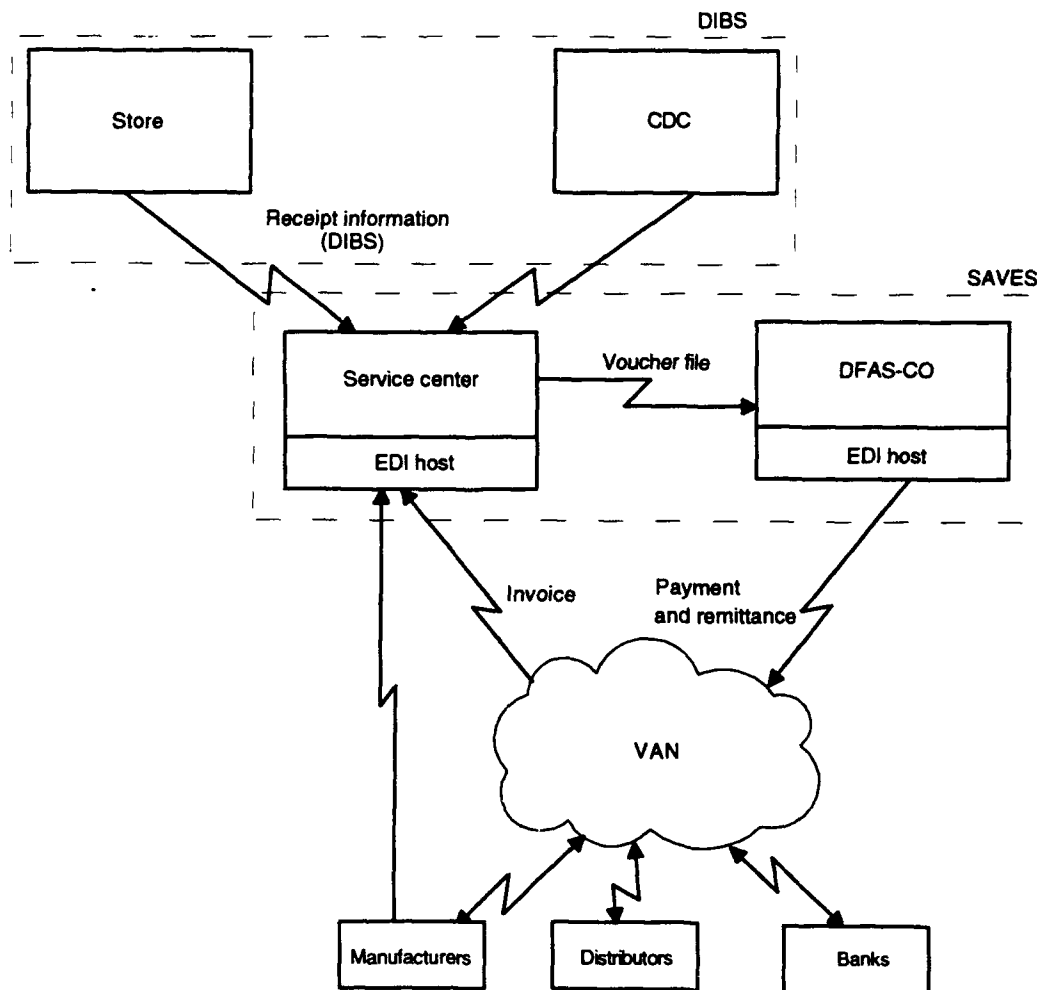 DIBS
Store
CDC
Receipt information
(DIBS)
SAVES
Service center
Voucher file
DFAS-CO
EDI host
EDI host
Invoice
Payment
and remittance
VAN
Manufacturers
Distributors
Banks